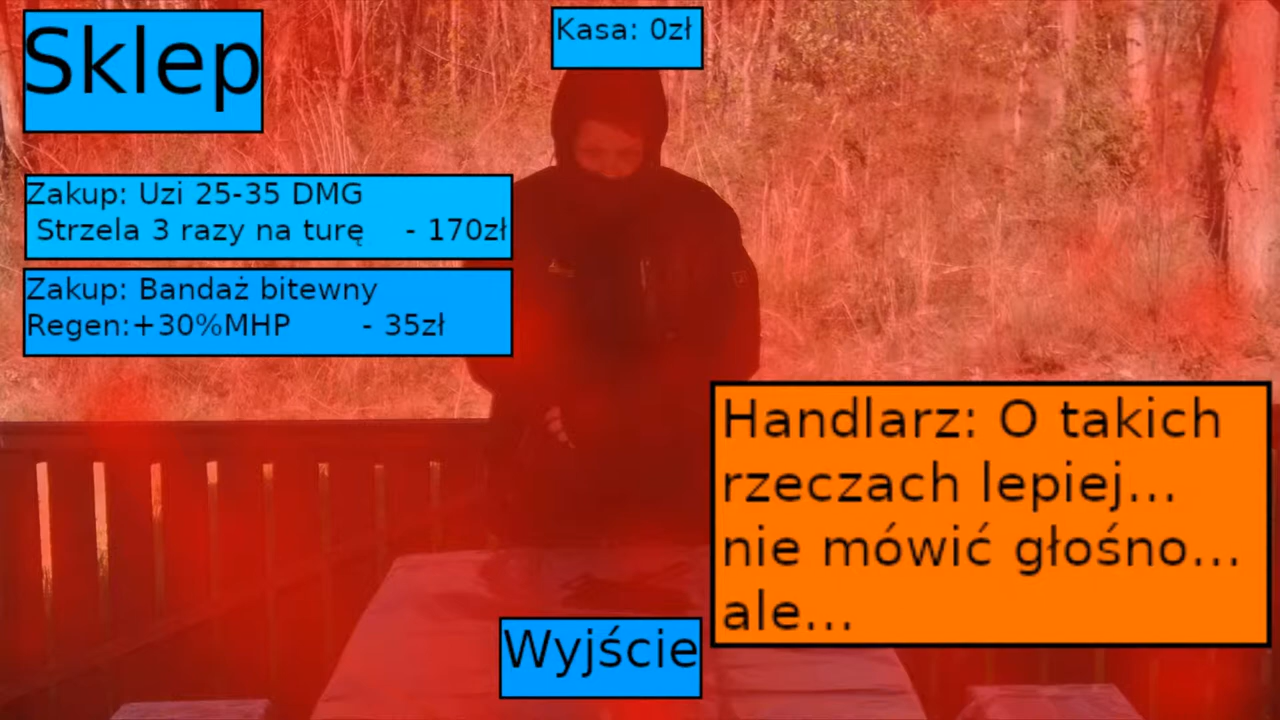 Sklep
Kasa: 0zł
Zakup: Uzi 25-35 DMG
Strzela 3 razy na turę - 170zł
Zakup: Bandaż bitewny
Regen:+30%MHP - 35zł
Handlarz: O takich
rzeczach lepiej...
nie mówić głośno...
ale...
Wyjście